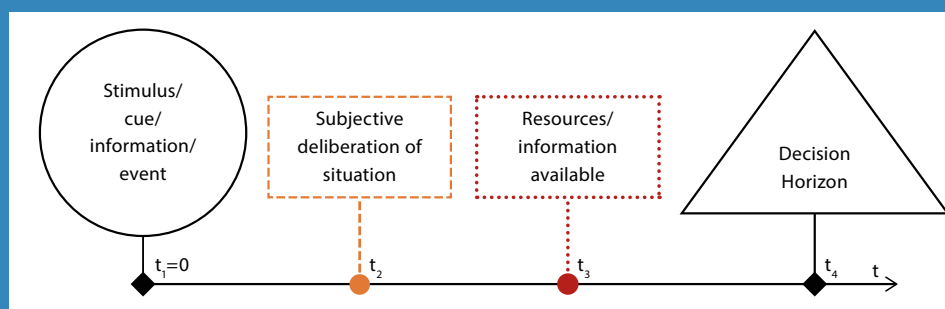 Stimulus/
cue/
information/
event
Subjective
deliberation of
situation
Resources/
information
available
Decision
Horizon
t₁=0
t₂
t₃
t₄
t